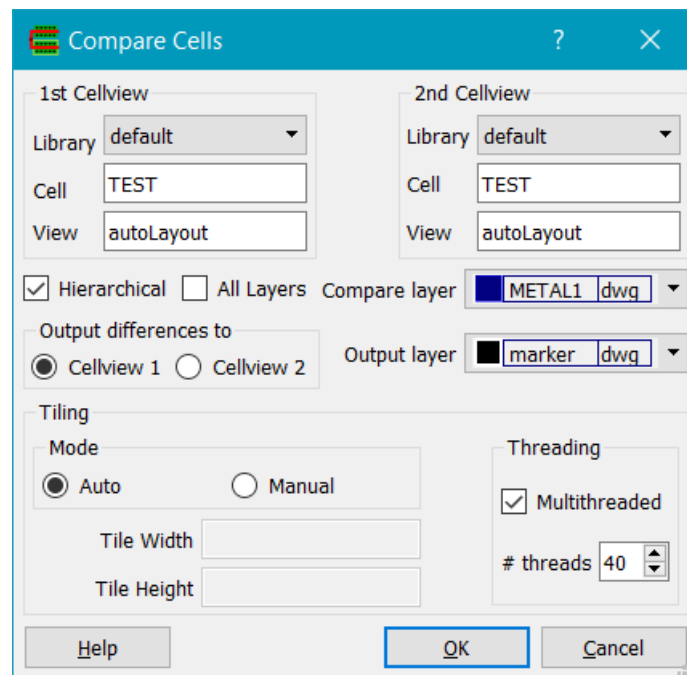 Compare Cells ?
1st Cellview 2nd Cellview
Library default Library default
Cell TEST Cell TEST
View autoLayout View autoLayout
Hierarchical All Layers Compare layer METAL1 dwg
Output differences to
Cellview 1 Cellview 2 Output layer marker dwg
Tiling
Mode Threading
Auto Manual Multithreaded
Tile Width # threads 40
Tile Height
Help OK Cancel